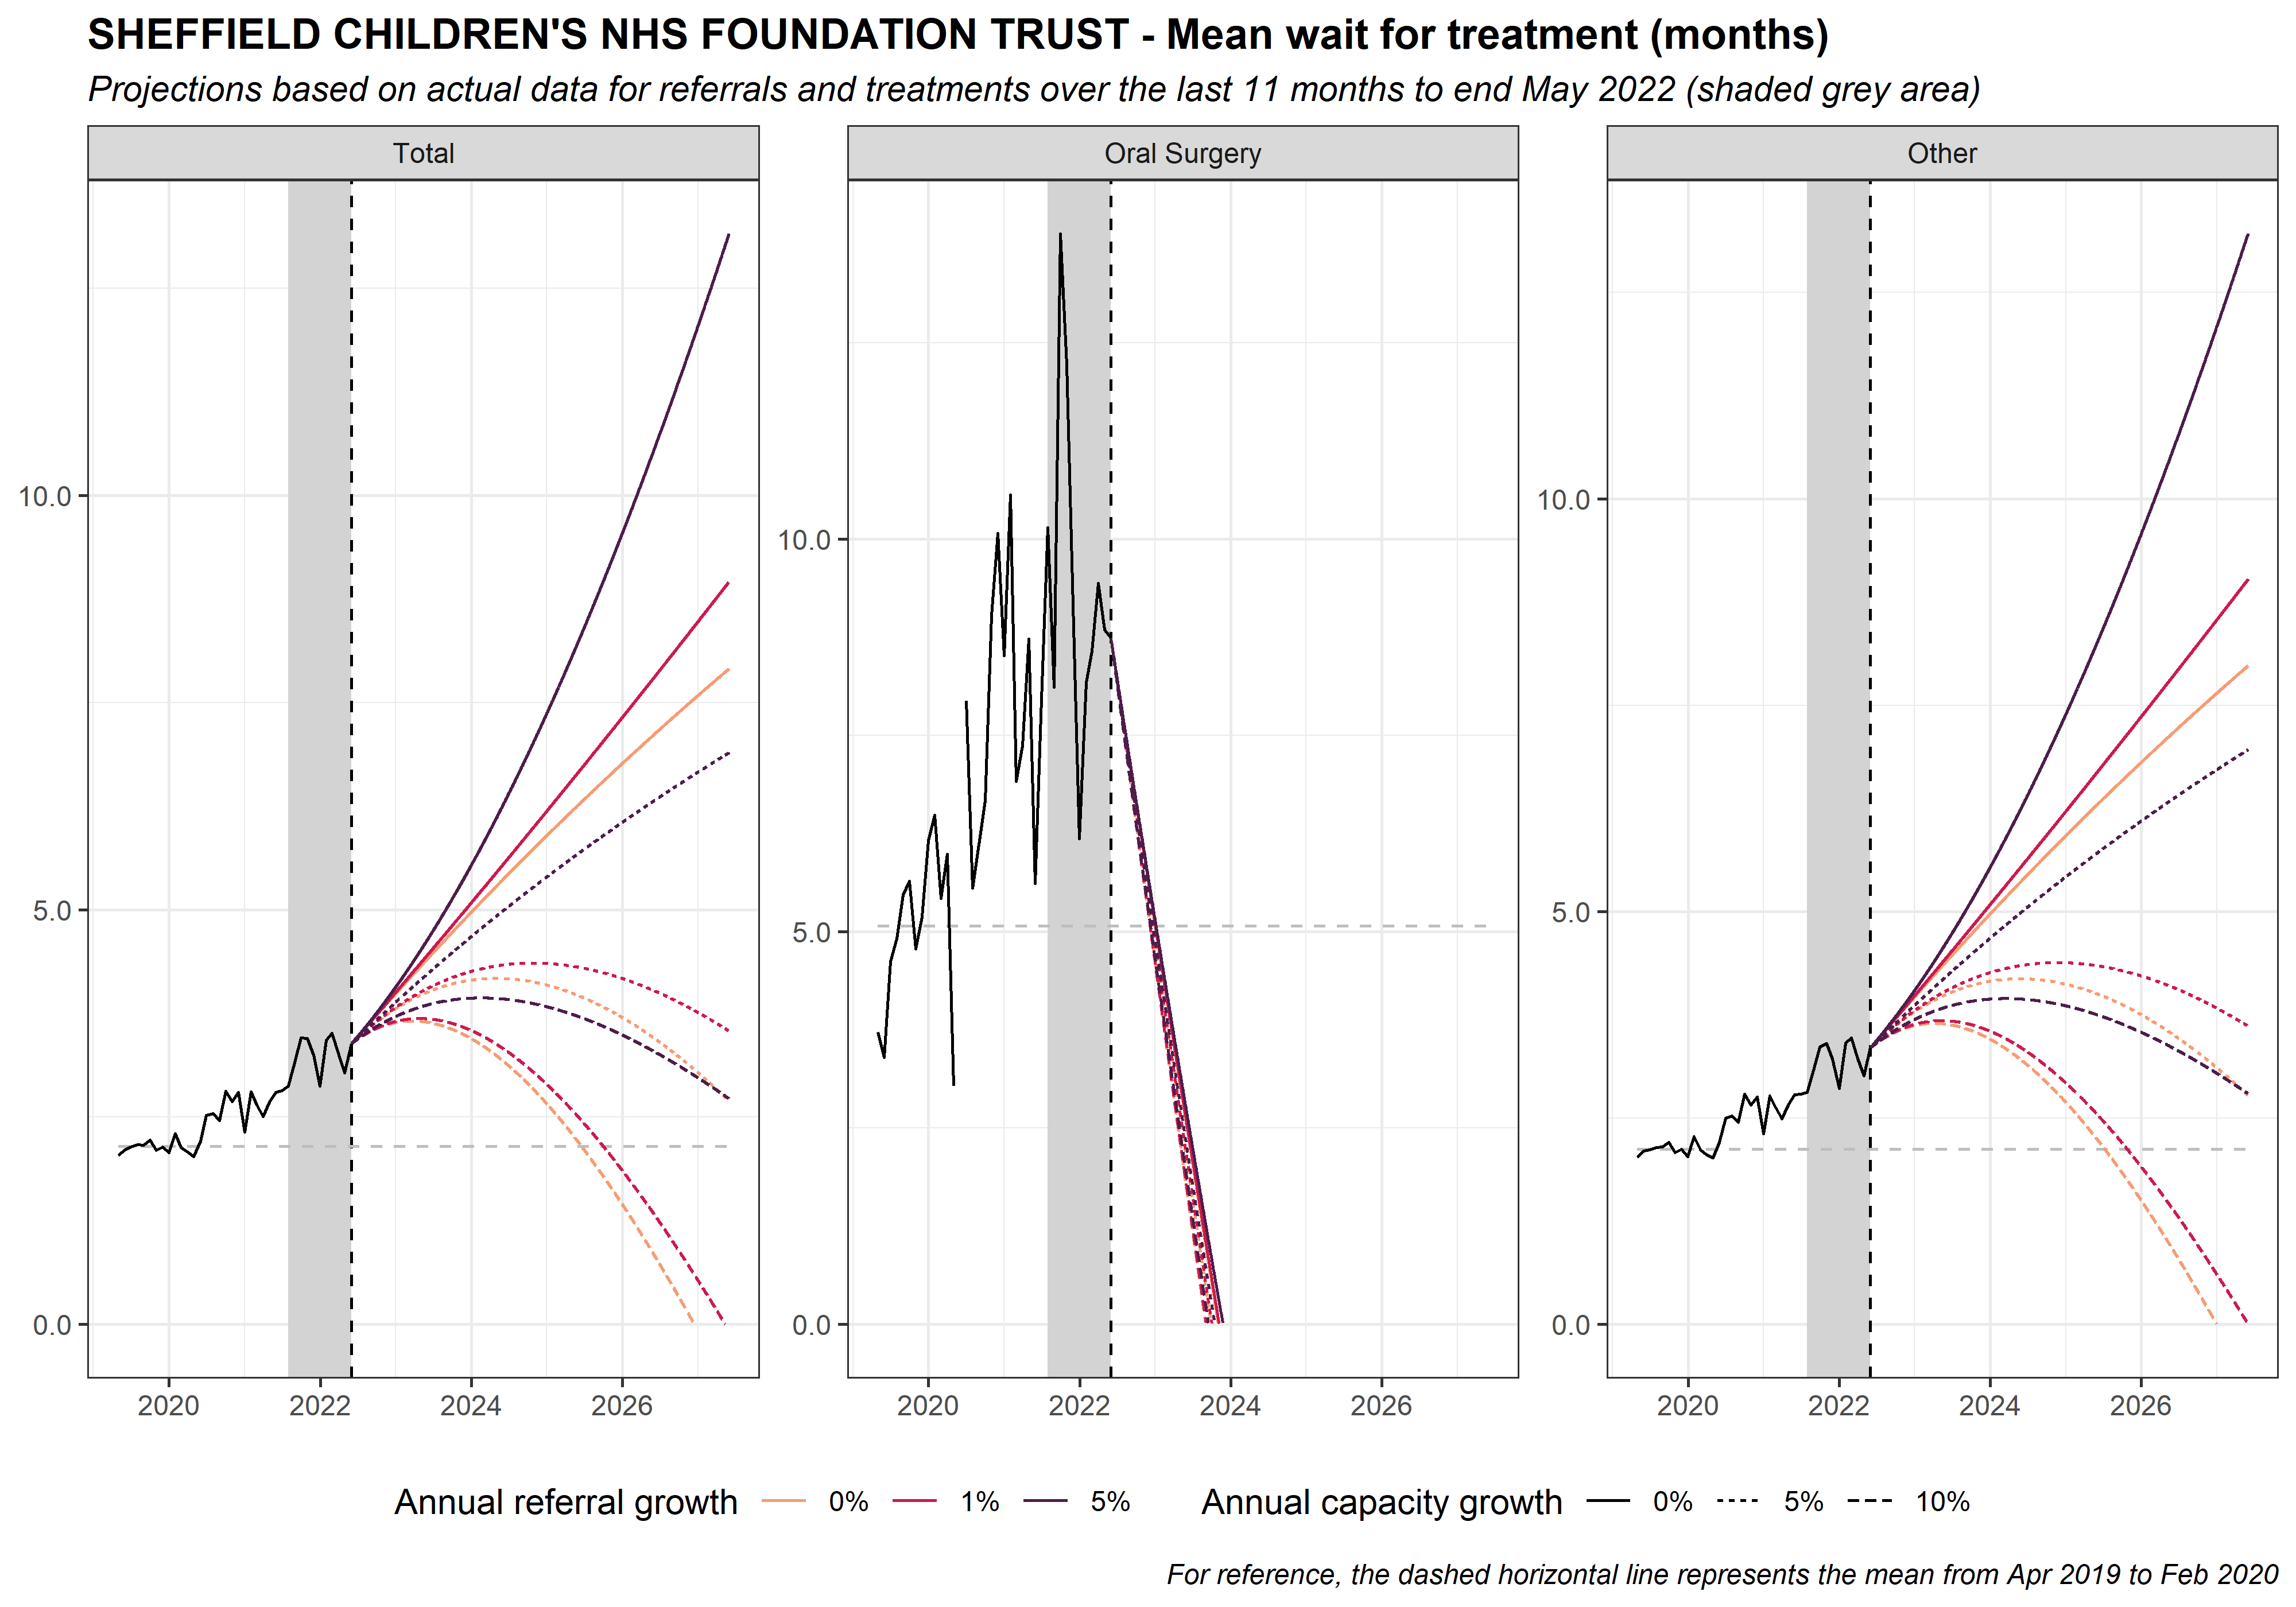 SHEFFIELD CHILDREN'S NHS FOUNDATION TRUST - Mean wait for treatment (months)
Projections based on actual data for referrals and treatments over the last 11 months to end May 2022 (shaded grey area)
Total
Oral Surgery
Other
10.0
5.0
0.0
10.0
5.0
0.0
10.0
5.0
0.0
2020 2022 2024 2026
2020 2022 2024 2026
2020 2022 2024 2026
Annual referral growth 0% 1% 5% Annual capacity growth 0% 5% 10%
For reference, the dashed horizontal line represents the mean from Apr 2019 to Feb 2020